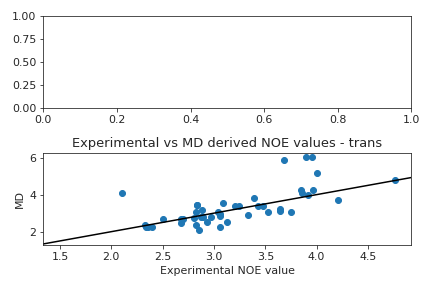 1.00
0.75
0.50
0.25
0.00
0.0 0.2 0.4 0.6 0.8 1.0
Experimental vs MD derived NOE values - trans
6
4
2
MD
1.5 2.0 2.5 3.0 3.5 4.0 4.5
Experimental NOE value